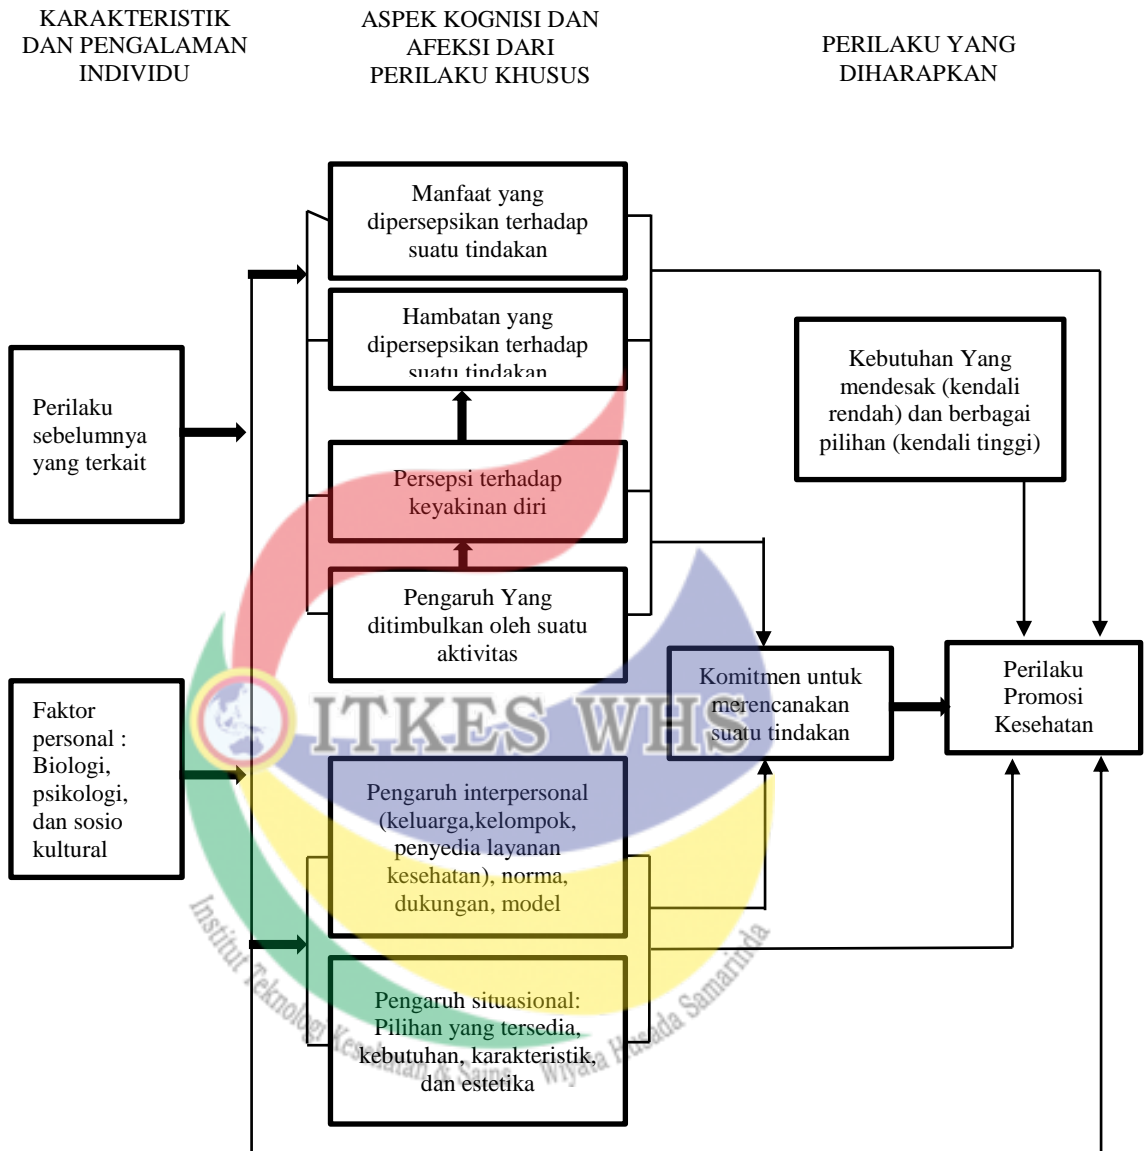 KARAKTERISTIK
DAN PENGALAMAN
INDIVIDU
ASPEK KOGNISI DAN
AFEKSI DARI
PERILAKU KHUSUS
PERILAKU YANG
DIHARAPKAN
Manfaat yang
dipersepsikan terhadap
suatu tindakan
Hambatan yang
dipersepsikan terhadap
suatu tindakan
Kebutuhan Yang
mendesak (kendali
rendah) dan berbagai
pilihan (kendali tinggi)
Perilaku
sebelumnya
yang terkait
Persepsi terhadap
keyakinan diri
Pengaruh Yang
ditimbulkan oleh suatu
aktivitas
Komitmen untuk
merencanakan
suatu tindakan
Perilaku
Promosi
Kesehatan
Faktor
personal :
Biologi,
psikologi,
dan sosio
kultural
ITKES WHS
Pengaruh interpersonal
(keluarga,kelompok,
penyedia layanan
kesehatan), norma,
dukungan, model
Pengaruh situasional:
Pilihan yang tersedia,
kebutuhan, karakteristik,
dan estetika
Institut Teknologi Kesehatan & Sains Wiyata Husada Samarinda